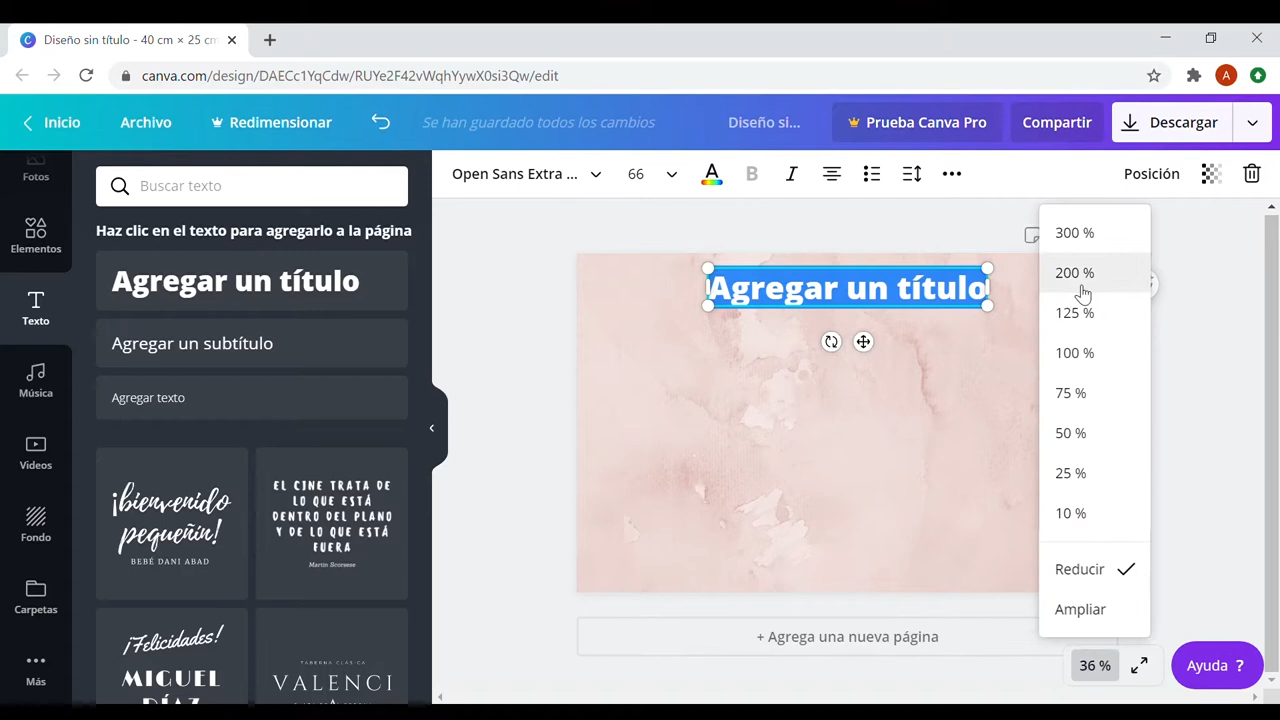 Diseño sin título - 40 cm × 25 cm
canva.com/design/DAECc1YqCdw/RUYe2F42vWqhYywX0si3Qw/edit
A
Inicio
Archivo
Redimensionar
Se han guardado todos los cambios
Diseño si...
Prueba Canva Pro
Compartir
Descargar
Fotos
Elementos
Texto
Música
Videos
Fondo
Carpetas
Más
Buscar texto
Haz clic en el texto para agregarlo a la página
Agregar un título
Agregar un subtítulo
Agregar texto
¡bienvenido
pequeñín!
BEBÉ DANI ABAD
EL CINE TRATA DE
LO QUE ESTÁ
DENTRO DEL PLANO
Y DE LO QUE ESTÁ
FUERA
Martin Scorsese
¡Felicidades!
MIGUEL
DÍAZ
TABERNA CLÁSICA
VALENCI
Open Sans Extra ...
66
A
B
I
Posición
Agregar un título
+ Agrega una nueva página
300 %
200 %
125 %
100 %
75 %
50 %
25 %
10 %
Reducir
Ampliar
36 %
Ayuda ?